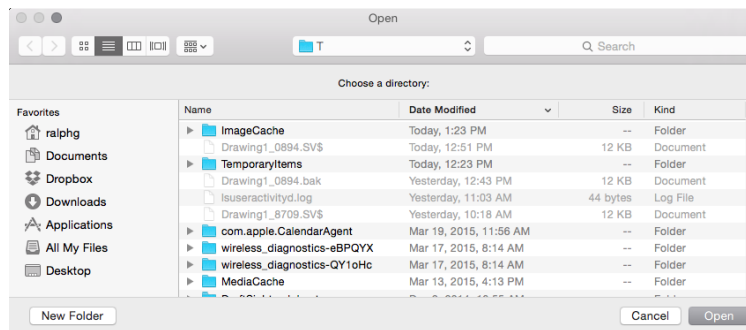 Open
T
Search
Choose a directory:
Favorites
ralphg
Documents
Dropbox
Downloads
Applications
All My Files
Desktop
Name Date Modified Size Kind
ImageCache Today, 1:23 PM -- Folder
Drawing1_0894.SV$ Today, 12:51 PM 12 KB Document
TemporaryItems Today, 12:23 PM -- Folder
Drawing1_0894.bak Yesterday, 12:43 PM 12 KB Document
lsuseractivityd.log Yesterday, 11:03 AM 44 bytes Log File
Drawing1_8709.SV$ Yesterday, 10:18 AM 12 KB Document
com.apple.CalendarAgent Mar 19, 2015, 11:56 AM -- Folder
wireless_diagnostics-eBPQYX Mar 17, 2015, 8:14 AM -- Folder
wireless_diagnostics-QY1oHc Mar 17, 2015, 8:14 AM -- Folder
MediaCache Mar 13, 2015, 4:13 PM -- Folder
New Folder Cancel Open